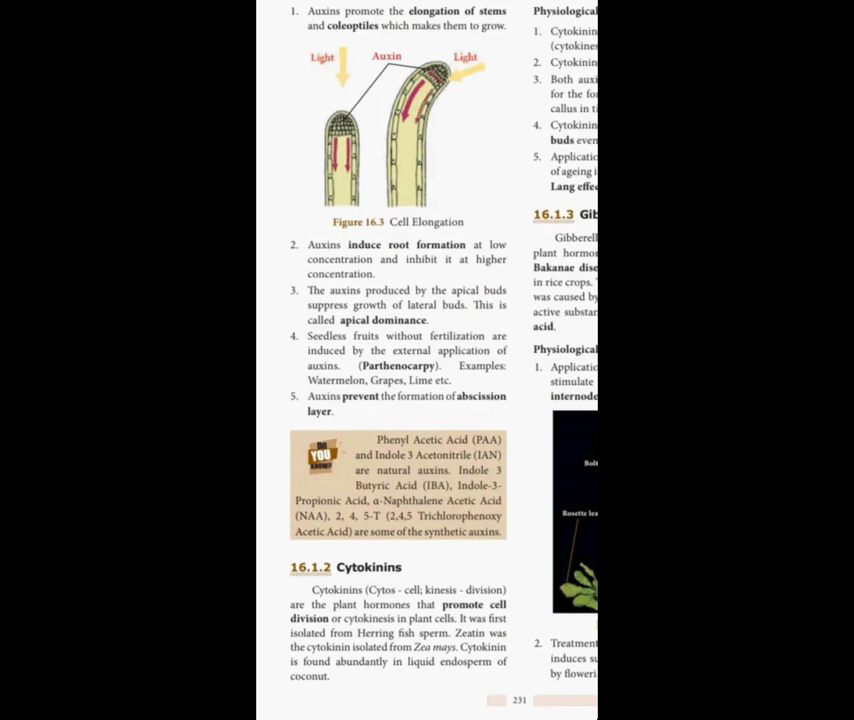 1. Auxins promote the elongation of stems
and coleoptiles which makes them to grow.
Light
Auxin
Light
Figure 16.3 Cell Elongation
2. Auxins induce root formation at low
concentration and inhibit it at higher
concentration.
3. The auxins produced by the apical buds
suppress growth of lateral buds. This is
called apical dominance.
4. Seedless fruits without fertilization are
induced by the external application of
auxins. (Parthenocarpy). Examples:
Watermelon, Grapes, Lime etc.
5. Auxins prevent the formation of abscission
layer.
DO
YOU
KNOW?
Phenyl Acetic Acid (PAA)
and Indole 3 Acetonitrile (IAN)
are natural auxins. Indole 3
Butyric Acid (IBA), Indole-3-
Propionic Acid, α-Naphthalene Acetic Acid
(NAA), 2, 4, 5-T (2,4,5 Trichlorophenoxy
Acetic Acid) are some of the synthetic auxins.
16.1.2 Cytokinins
Cytokinins (Cytos - cell; kinesis - division)
are the plant hormones that promote cell
division or cytokinesis in plant cells. It was first
isolated from Herring fish sperm. Zeatin was
the cytokinin isolated from Zea mays. Cytokinin
is found abundantly in liquid endosperm of
coconut.
Physiological
1. Cytokinin
(cytokines
2. Cytokinin
3. Both auxi
for the fo
callus in ti
4. Cytokinin
buds even
5. Applicatio
of ageing i
Lang effec
16.1.3 Gib
Gibberell
plant hormo
Bakanae dise
in rice crops.
was caused by
active substan
acid.
Physiological
1. Applicatio
stimulate
internode
Bolt
Rosette lea
2. Treatment
induces su
by floweri
231